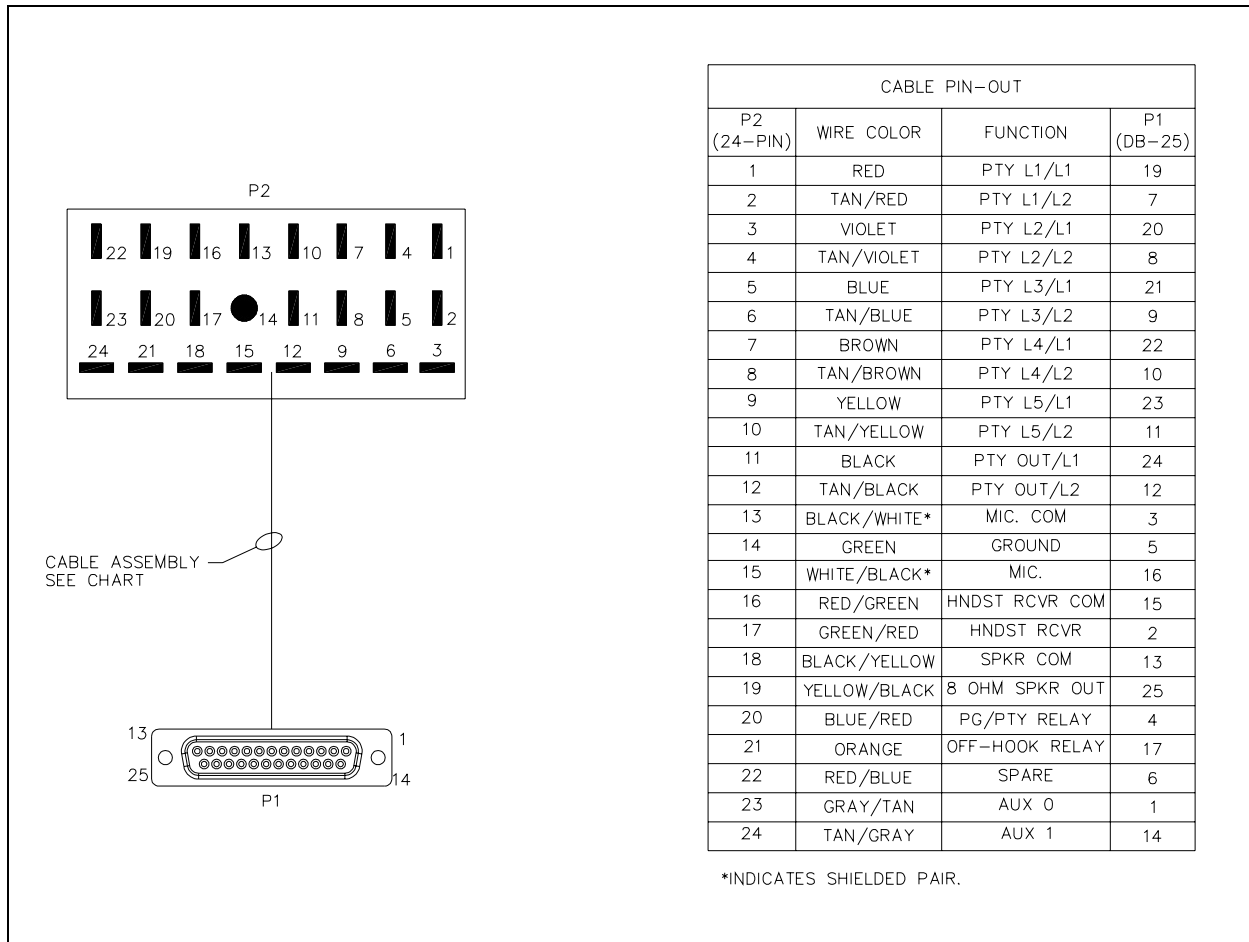 P2
22 19 16 13 10 7 4 1
23 20 17 14 11 8 5 2
24 21 18 15 12 9 6 3
CABLE ASSEMBLY
SEE CHART
13 1
25 14
P1
CABLE PIN-OUT
P2 (24-PIN) WIRE COLOR FUNCTION P1 (DB-25)
1 RED PTY L1/L1 19
2 TAN/RED PTY L1/L2 7
3 VIOLET PTY L2/L1 20
4 TAN/VIOLET PTY L2/L2 8
5 BLUE PTY L3/L1 21
6 TAN/BLUE PTY L3/L2 9
7 BROWN PTY L4/L1 22
8 TAN/BROWN PTY L4/L2 10
9 YELLOW PTY L5/L1 23
10 TAN/YELLOW PTY L5/L2 11
11 BLACK PTY OUT/L1 24
12 TAN/BLACK PTY OUT/L2 12
13 BLACK/WHITE* MIC. COM 3
14 GREEN GROUND 5
15 WHITE/BLACK* MIC. 16
16 RED/GREEN HNDST RCVR COM 15
17 GREEN/RED HNDST RCVR 2
18 BLACK/YELLOW SPKR COM 13
19 YELLOW/BLACK 8 OHM SPKR OUT 25
20 BLUE/RED PG/PTY RELAY 4
21 ORANGE OFF-HOOK RELAY 17
22 RED/BLUE SPARE 6
23 GRAY/TAN AUX 0 1
24 TAN/GRAY AUX 1 14
*INDICATES SHIELDED PAIR.